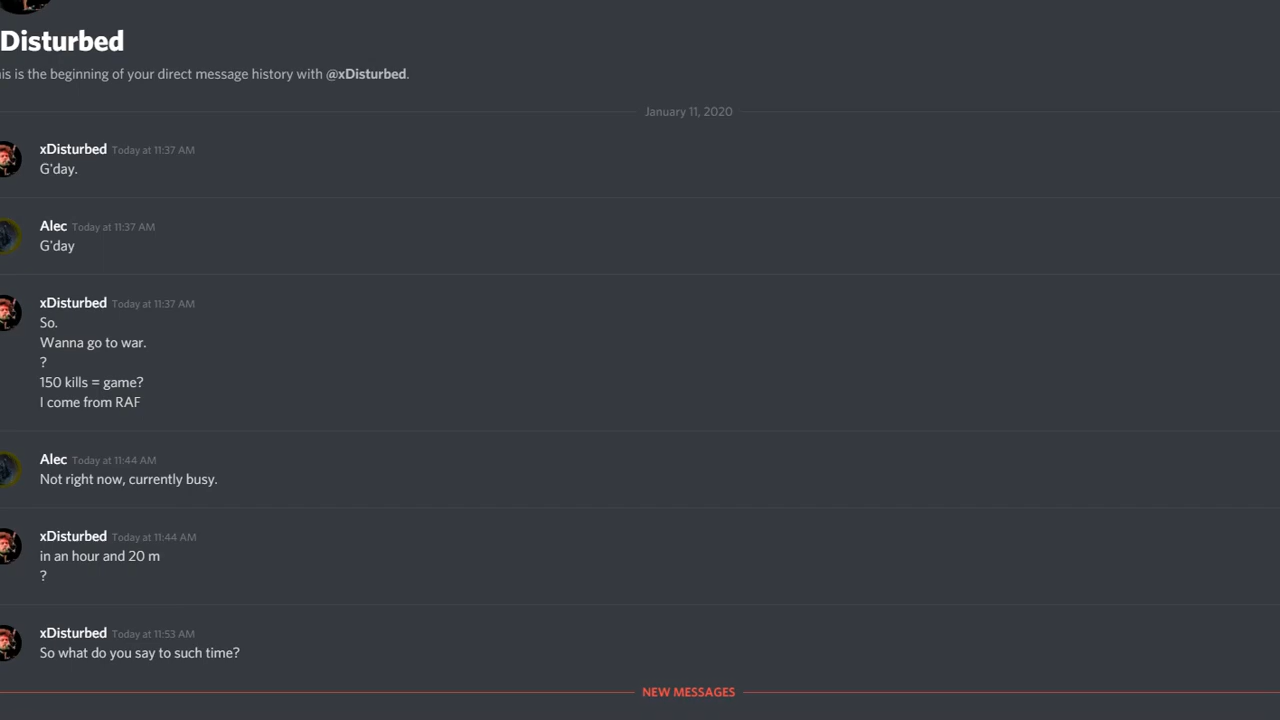 Disturbed
is is the beginning of your direct message history with @xDisturbed.
January 11, 2020
xDisturbed Today at 11:37 AM
G'day.
Alec Today at 11:37 AM
G'day
xDisturbed Today at 11:37 AM
So.
Wanna go to war.
?
150 kills = game?
I come from RAF
Alec Today at 11:44 AM
Not right now, currently busy.
xDisturbed Today at 11:44 AM
in an hour and 20 m
?
xDisturbed Today at 11:53 AM
So what do you say to such time?
NEW MESSAGES